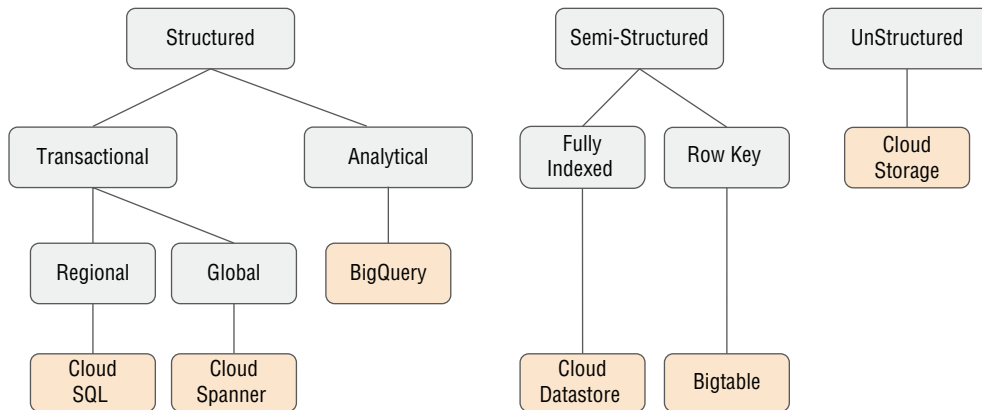 Structured
Semi-Structured
UnStructured
Transactional
Analytical
Fully
Indexed
Row Key
Cloud
Storage
Regional
Global
BigQuery
Cloud
SQL
Cloud
Spanner
Cloud
Datastore
Bigtable